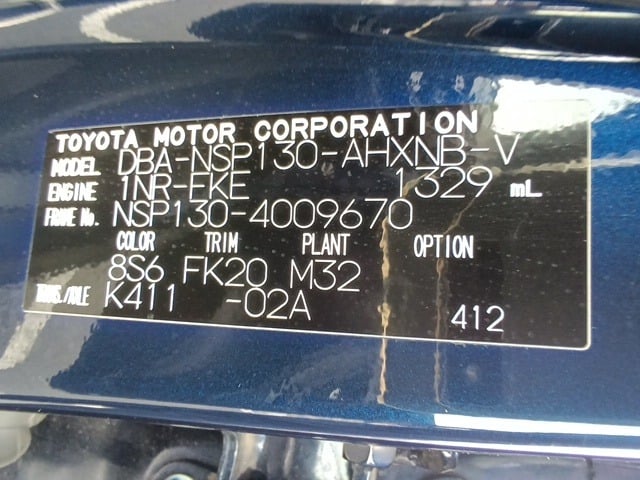 TOYOTA MOTOR CORPORATION
MODEL DBA-NSP130-AHXNB-V
ENGINE 1NR-FKE 1329 mL
FRAME No. NSP130-4009670
COLOR TRIM PLANT OPTION
8S6 FK20 M32
TRANS./AXLE K411 -02A 412